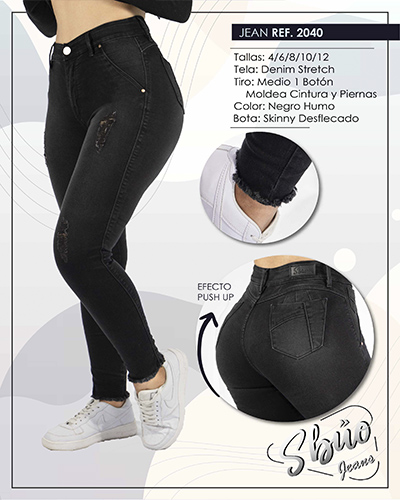 JEAN REF. 2040
Tallas: 4/6/8/10/12
Tela: Denim Stretch
Tiro: Medio 1 Botón
Moldea Cintura y Piernas
Color: Negro Humo
Bota: Skinny Desflecado
EFECTO
PUSH UP
Sbüo
Jeans